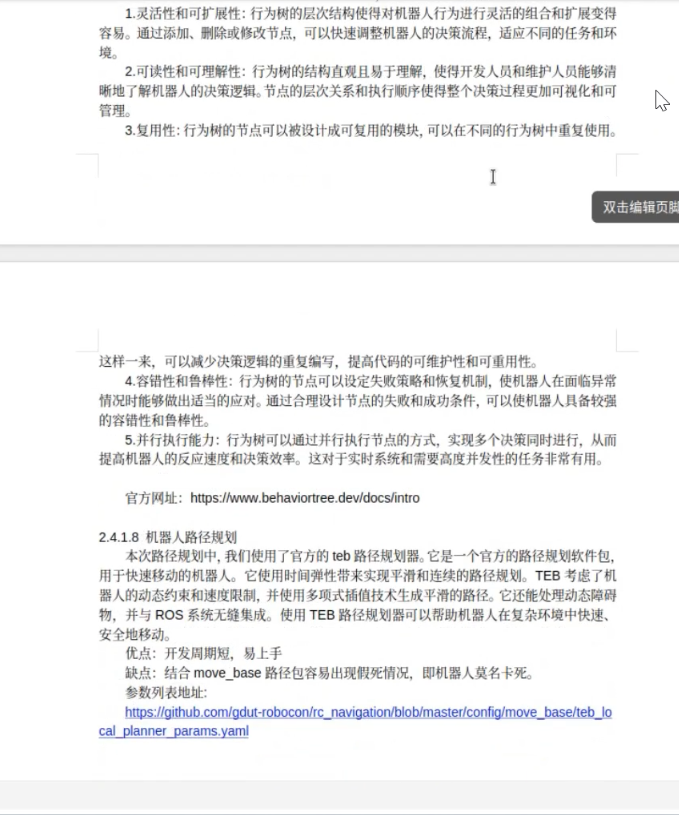 1.灵活性和可扩展性：行为树的层次结构使得对机器人行为进行灵活的组合和扩展变得
容易。通过添加、删除或修改节点，可以快速调整机器人的决策流程，适应不同的任务和环
境。
2.可读性和可理解性：行为树的结构直观且易于理解，使得开发人员和维护人员能够清
晰地了解机器人的决策逻辑。节点的层次关系和执行顺序使得整个决策过程更加可视化和可
管理。
3.复用性：行为树的节点可以被设计成可复用的模块，可以在不同的行为树中重复使用。
双击编辑页脚
这样一来，可以减少决策逻辑的重复编写，提高代码的可维护性和可重用性。
4.容错性和鲁棒性：行为树的节点可以设定失败策略和恢复机制，使机器人在面临异常
情况时能够做出适当的应对。通过合理设计节点的失败和成功条件，可以使机器人具备较强
的容错性和鲁棒性。
5.并行执行能力：行为树可以通过并行执行节点的方式，实现多个决策同时进行，从而
提高机器人的反应速度和决策效率。这对于实时系统和需要高度并发性的任务非常有用。
官方网址：https://www.behaviortree.dev/docs/intro
2.4.1.8 机器人路径规划
本次路径规划中，我们使用了官方的 teb 路径规划器。它是一个官方的路径规划软件包，
用于快速移动的机器人。它使用时间弹性带来实现平滑和连续的路径规划。TEB 考虑了机
器人的动态约束和速度限制，并使用多项式插值技术生成平滑的路径。它还能处理动态障碍
物，并与 ROS 系统无缝集成。使用 TEB 路径规划器可以帮助机器人在复杂环境中快速、
安全地移动。
优点：开发周期短，易上手
缺点：结合 move_base 路径包容易出现假死情况，即机器人莫名卡死。
参数列表地址:
https://github.com/gdut-robocon/rc_navigation/blob/master/config/move_base/teb_lo
cal_planner_params.yaml